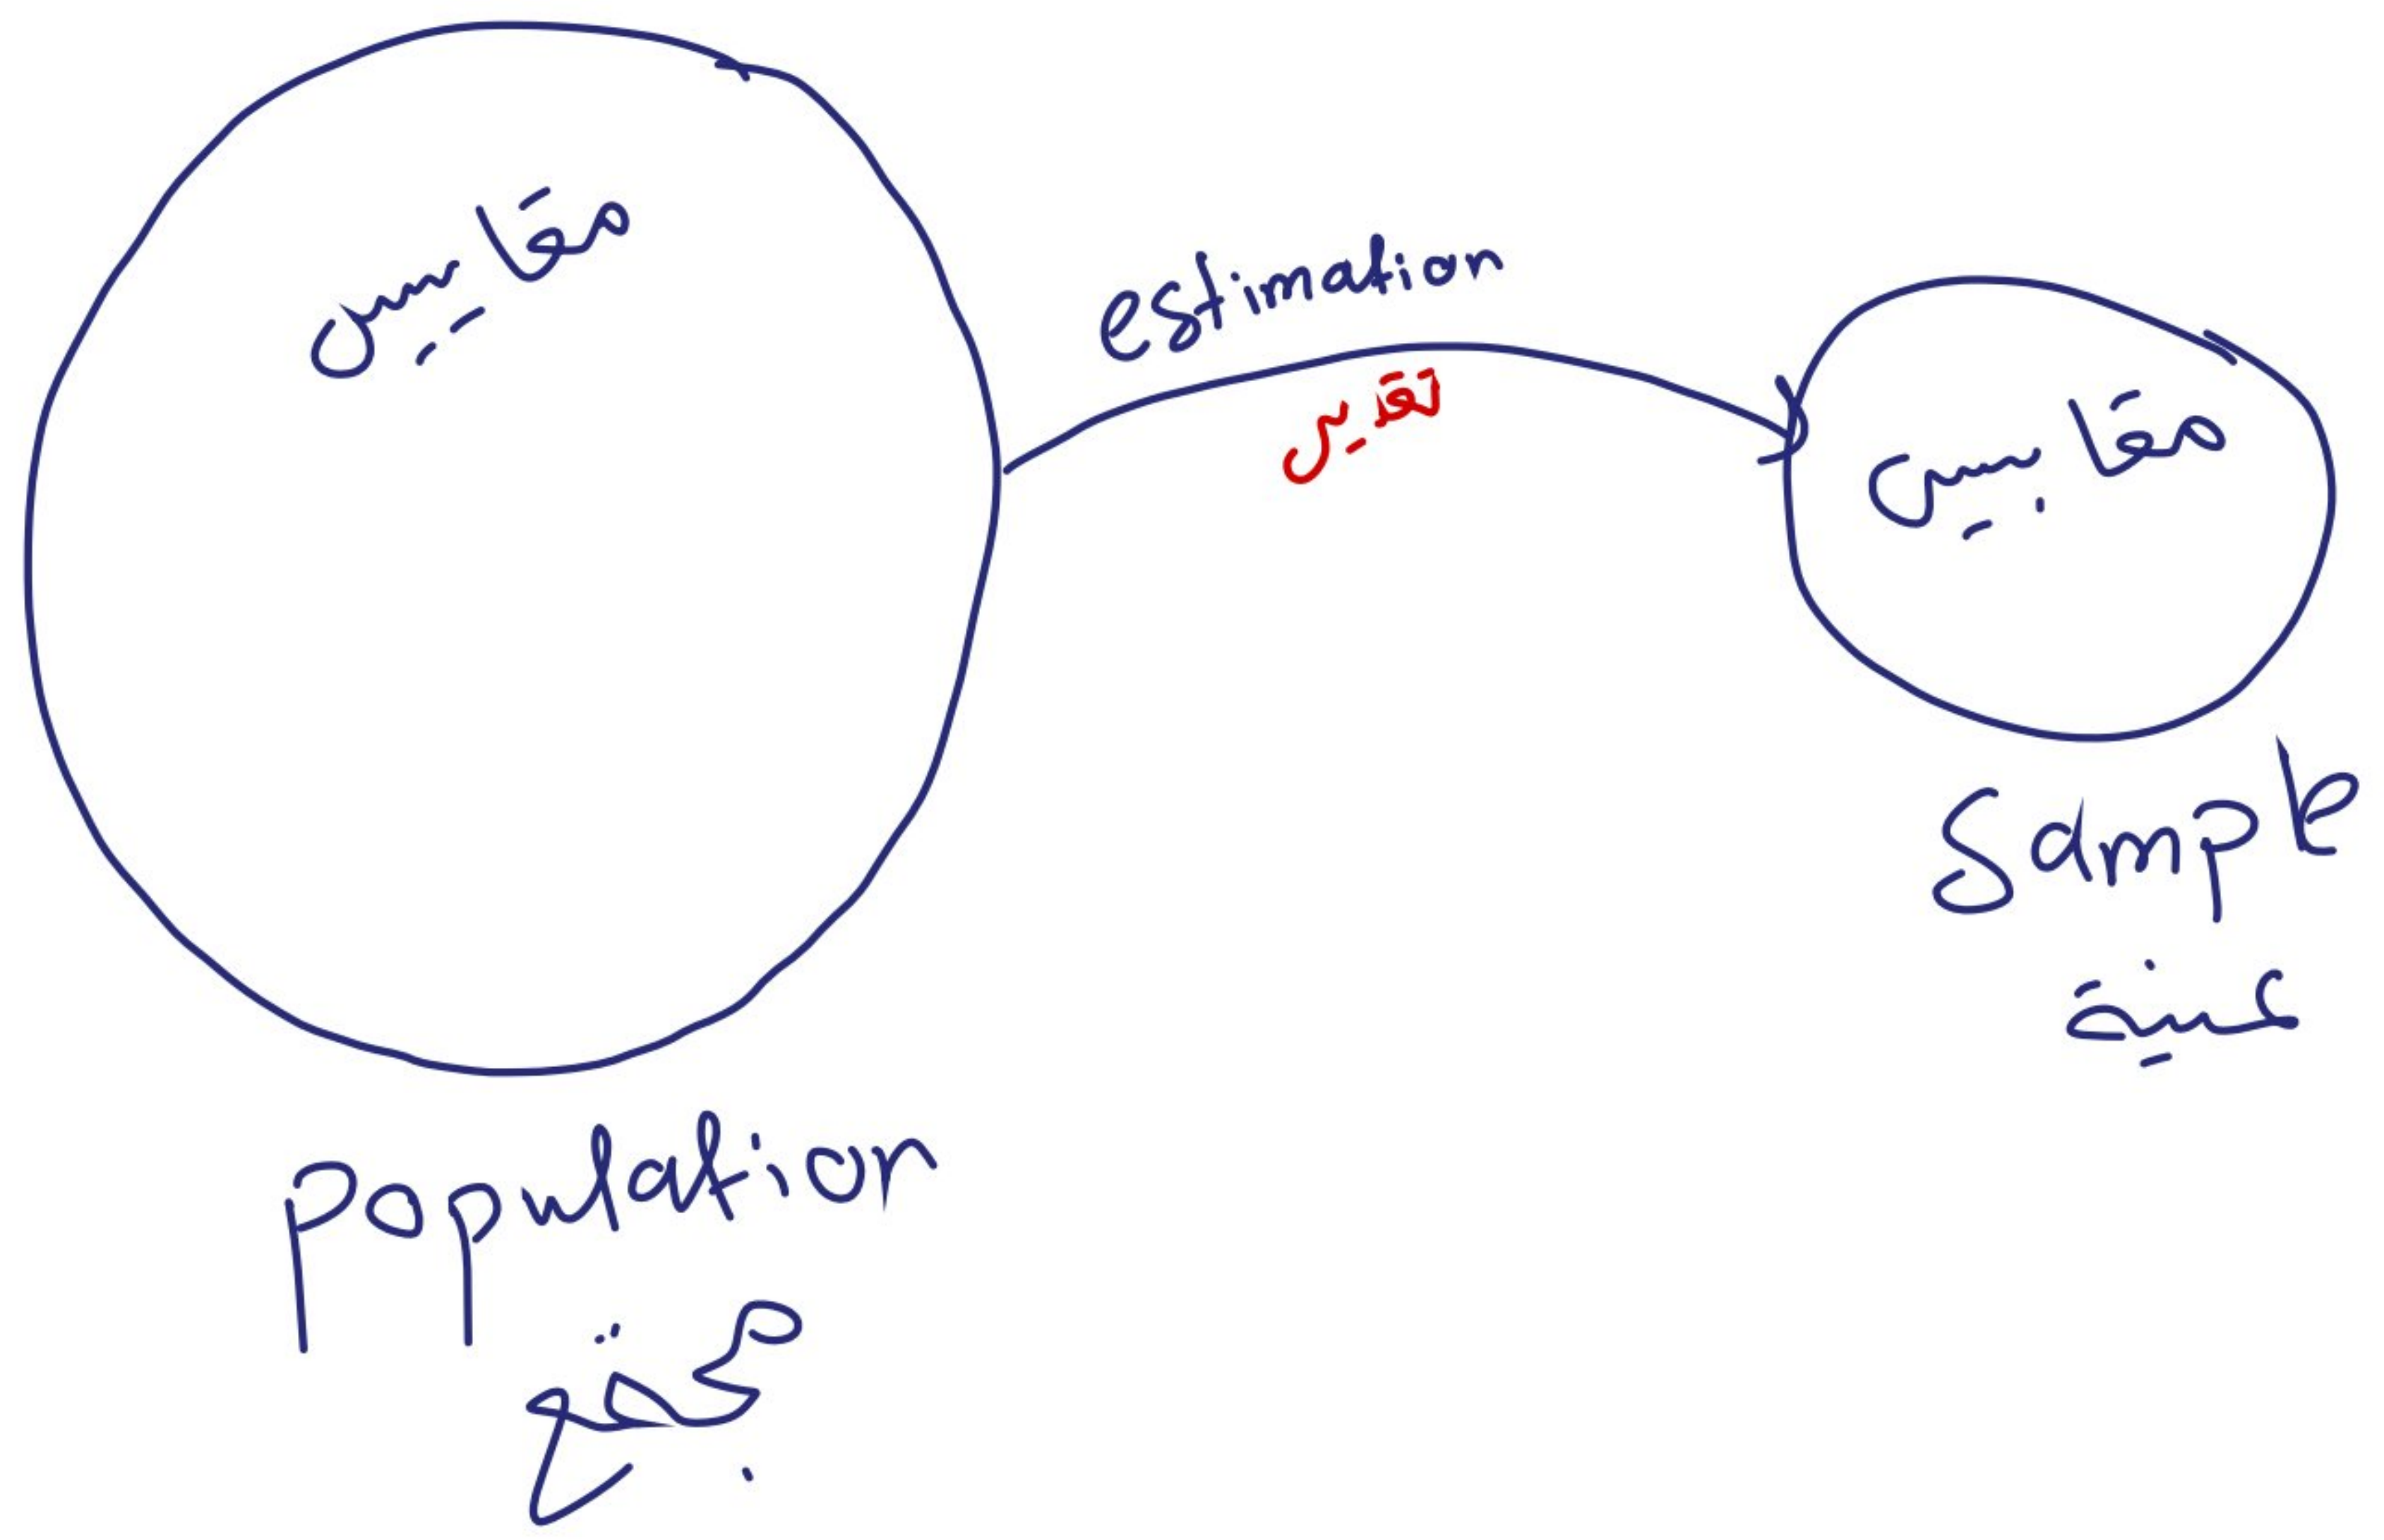 مقاييس
estimation
تقدير
مقاييس
Sample
عينة
population
مجتمع